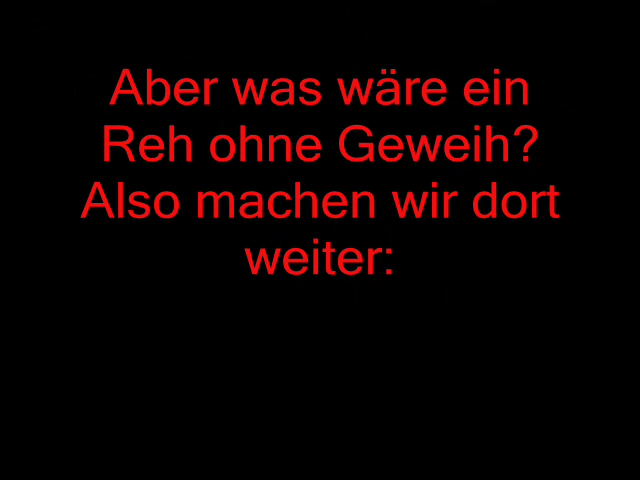 Aber was wäre ein
Reh ohne Geweih?
Also machen wir dort
weiter: